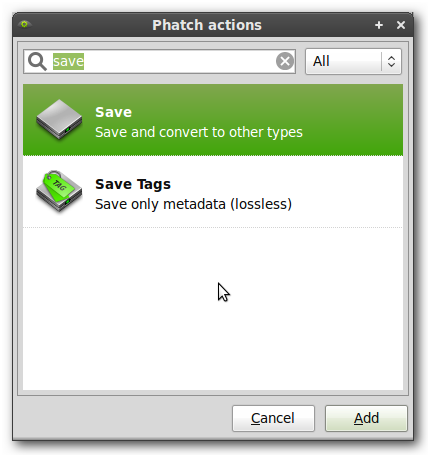 Phatch actions
save
All
Save
Save and convert to other types
TAG
Save Tags
Save only metadata (lossless)
Cancel
Add